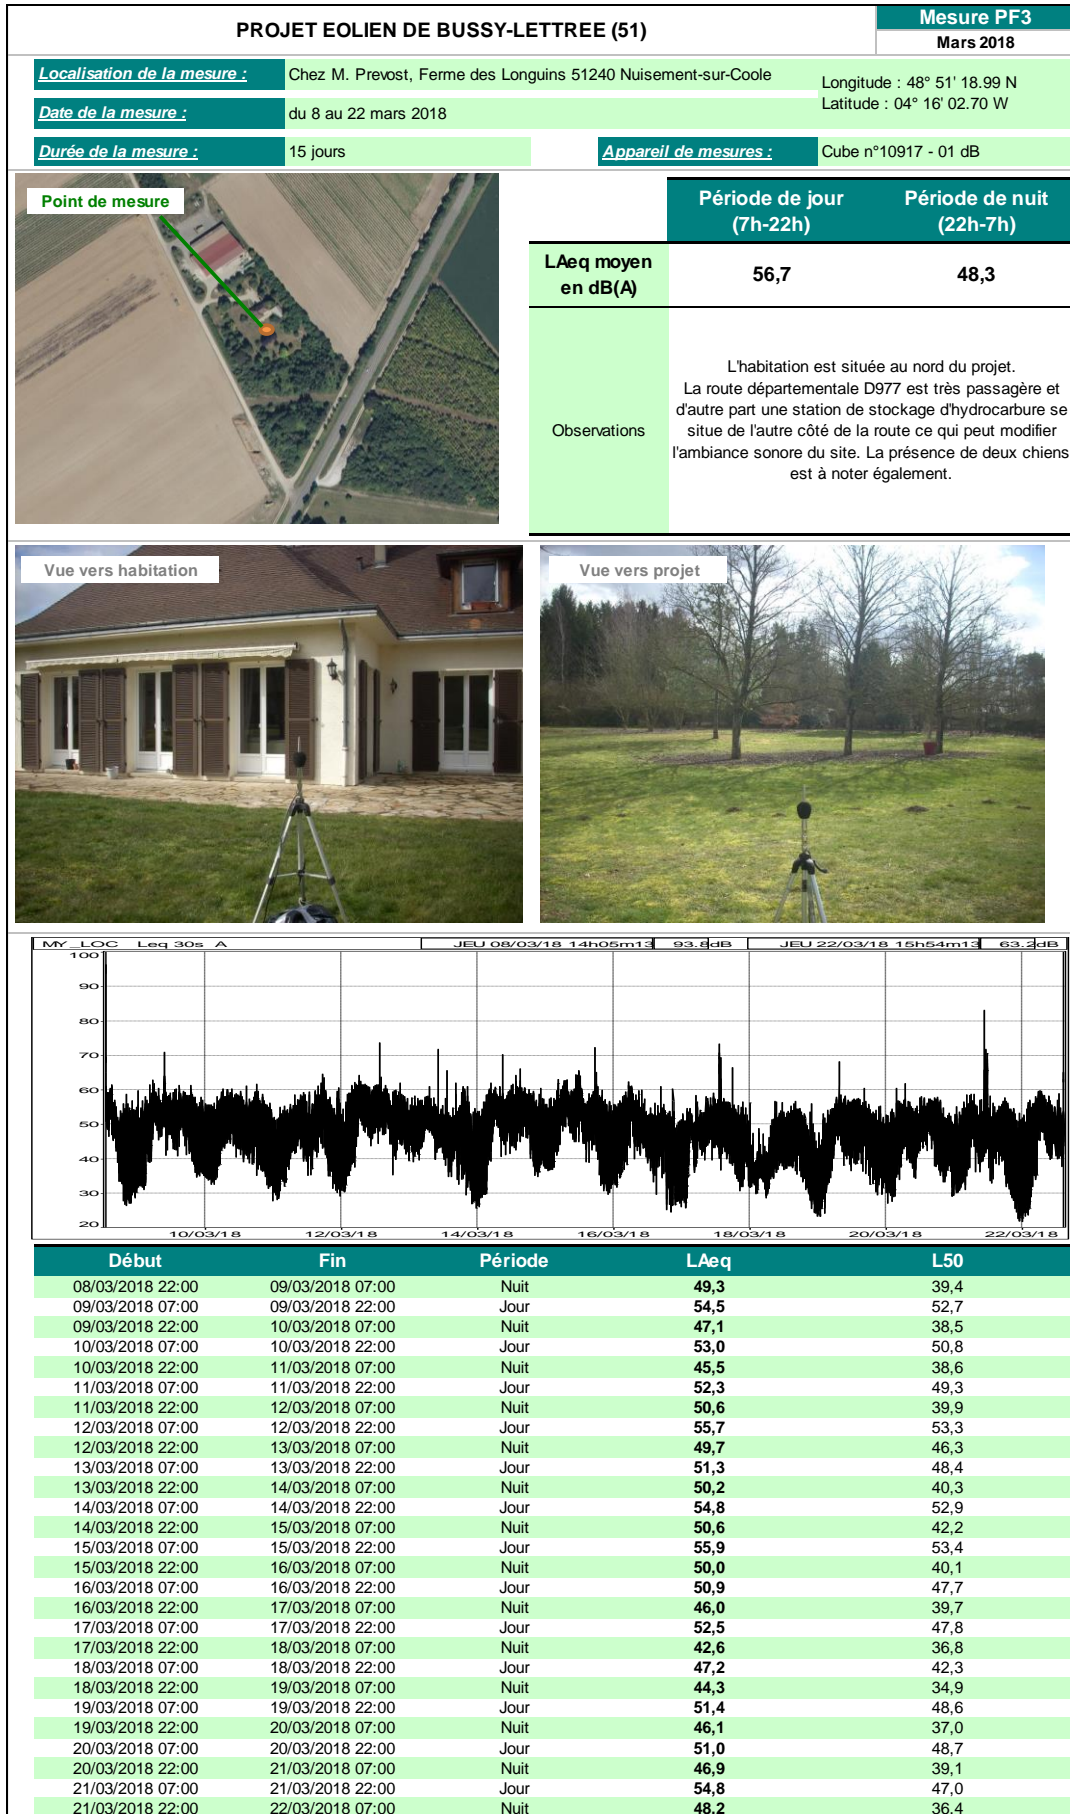 PROJET EOLIEN DE BUSSY-LETTREE (51)
Mesure PF3
Mars 2018
Localisation de la mesure :
Chez M. Prevost, Ferme des Longuins 51240 Nuisement-sur-Coole
Longitude : 48° 51' 18.99 N
Latitude : 04° 16' 02.70 W
Date de la mesure :
du 8 au 22 mars 2018
Durée de la mesure :
15 jours
Appareil de mesures :
Cube n°10917 - 01 dB
Point de mesure
Période de jour
(7h-22h)
Période de nuit
(22h-7h)
LAeq moyen
en dB(A)
56,7
48,3
Observations
L'habitation est située au nord du projet.
La route départementale D977 est très passagère et
d'autre part une station de stockage d'hydrocarbure se
situe de l'autre côté de la route ce qui peut modifier
l'ambiance sonore du site. La présence de deux chiens
est à noter également.
Vue vers habitation
Vue vers projet
MY_LOC Leq 30s A JEU 08/03/18 14h05m13 93.8dB JEU 22/03/18 15h54m13 63.2dB
100
90
80
70
60
50
40
30
20
10/03/18 12/03/18 14/03/18 16/03/18 18/03/18 20/03/18 22/03/18
Début Fin Période LAeq L50
08/03/2018 22:00 09/03/2018 07:00 Nuit 49,3 39,4
09/03/2018 07:00 09/03/2018 22:00 Jour 54,5 52,7
09/03/2018 22:00 10/03/2018 07:00 Nuit 47,1 38,5
10/03/2018 07:00 10/03/2018 22:00 Jour 53,0 50,8
10/03/2018 22:00 11/03/2018 07:00 Nuit 45,5 38,6
11/03/2018 07:00 11/03/2018 22:00 Jour 52,3 49,3
11/03/2018 22:00 12/03/2018 07:00 Nuit 50,6 39,9
12/03/2018 07:00 12/03/2018 22:00 Jour 55,7 53,3
12/03/2018 22:00 13/03/2018 07:00 Nuit 49,7 46,3
13/03/2018 07:00 13/03/2018 22:00 Jour 51,3 48,4
13/03/2018 22:00 14/03/2018 07:00 Nuit 50,2 40,3
14/03/2018 07:00 14/03/2018 22:00 Jour 54,8 52,9
14/03/2018 22:00 15/03/2018 07:00 Nuit 50,6 42,2
15/03/2018 07:00 15/03/2018 22:00 Jour 55,9 53,4
15/03/2018 22:00 16/03/2018 07:00 Nuit 50,0 40,1
16/03/2018 07:00 16/03/2018 22:00 Jour 50,9 47,7
16/03/2018 22:00 17/03/2018 07:00 Nuit 46,0 39,7
17/03/2018 07:00 17/03/2018 22:00 Jour 52,5 47,8
17/03/2018 22:00 18/03/2018 07:00 Nuit 42,6 36,8
18/03/2018 07:00 18/03/2018 22:00 Jour 47,2 42,3
18/03/2018 22:00 19/03/2018 07:00 Nuit 44,3 34,9
19/03/2018 07:00 19/03/2018 22:00 Jour 51,4 48,6
19/03/2018 22:00 20/03/2018 07:00 Nuit 46,1 37,0
20/03/2018 07:00 20/03/2018 22:00 Jour 51,0 48,7
20/03/2018 22:00 21/03/2018 07:00 Nuit 46,9 39,1
21/03/2018 07:00 21/03/2018 22:00 Jour 54,8 47,0
21/03/2018 22:00 22/03/2018 07:00 Nuit 48,2 36,4